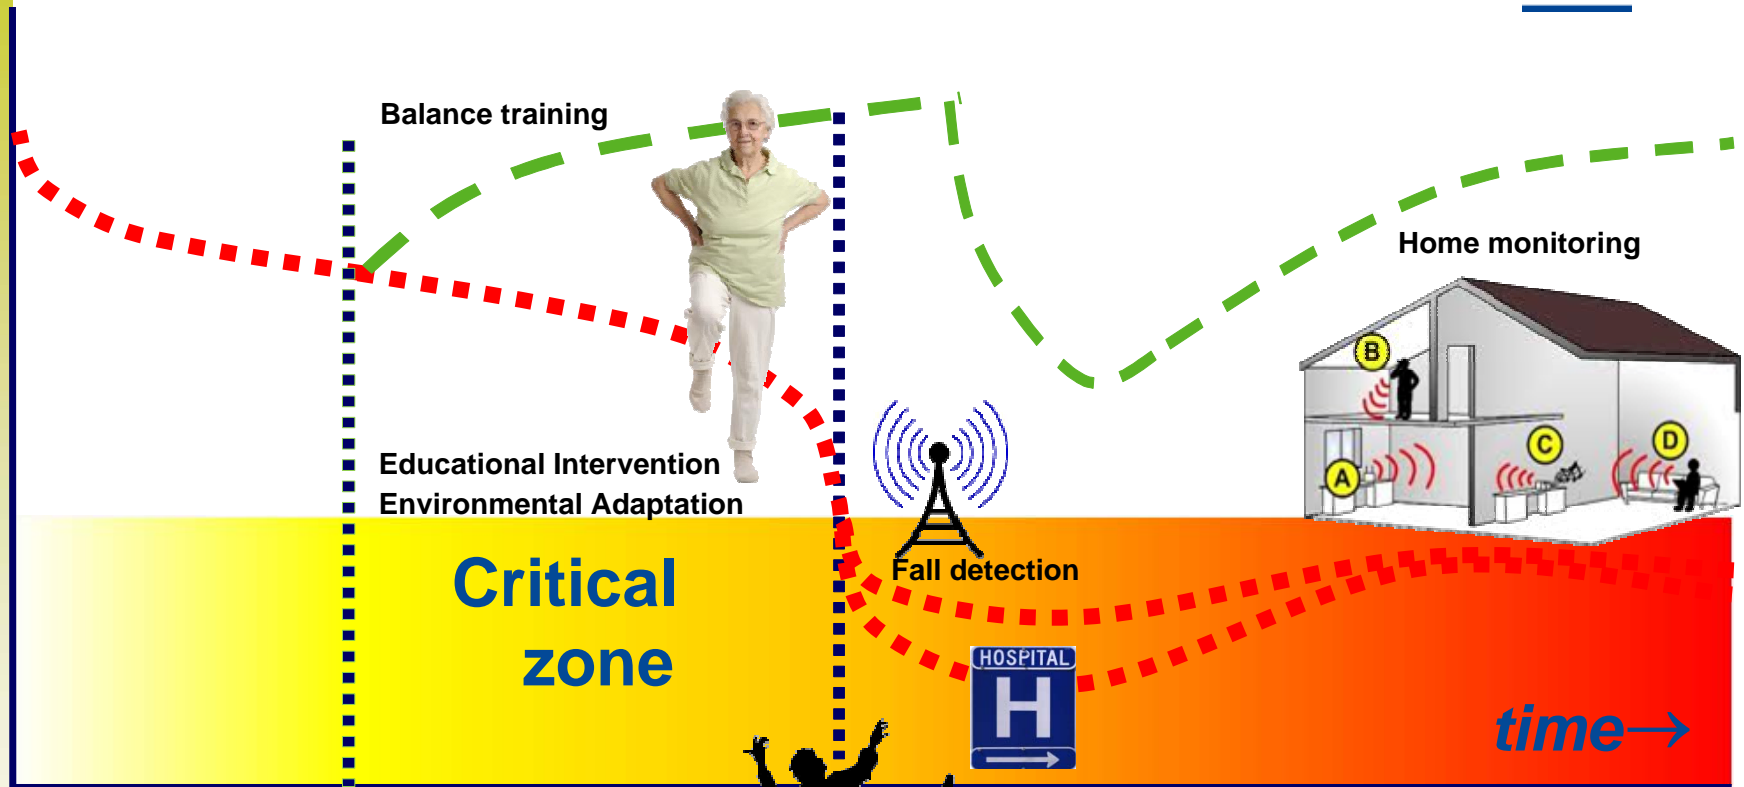 Balance training
Home monitoring
B
A
C
D
Educational Intervention
Environmental Adaptation
Fall detection
Critical
zone
HOSPITAL
H
time→